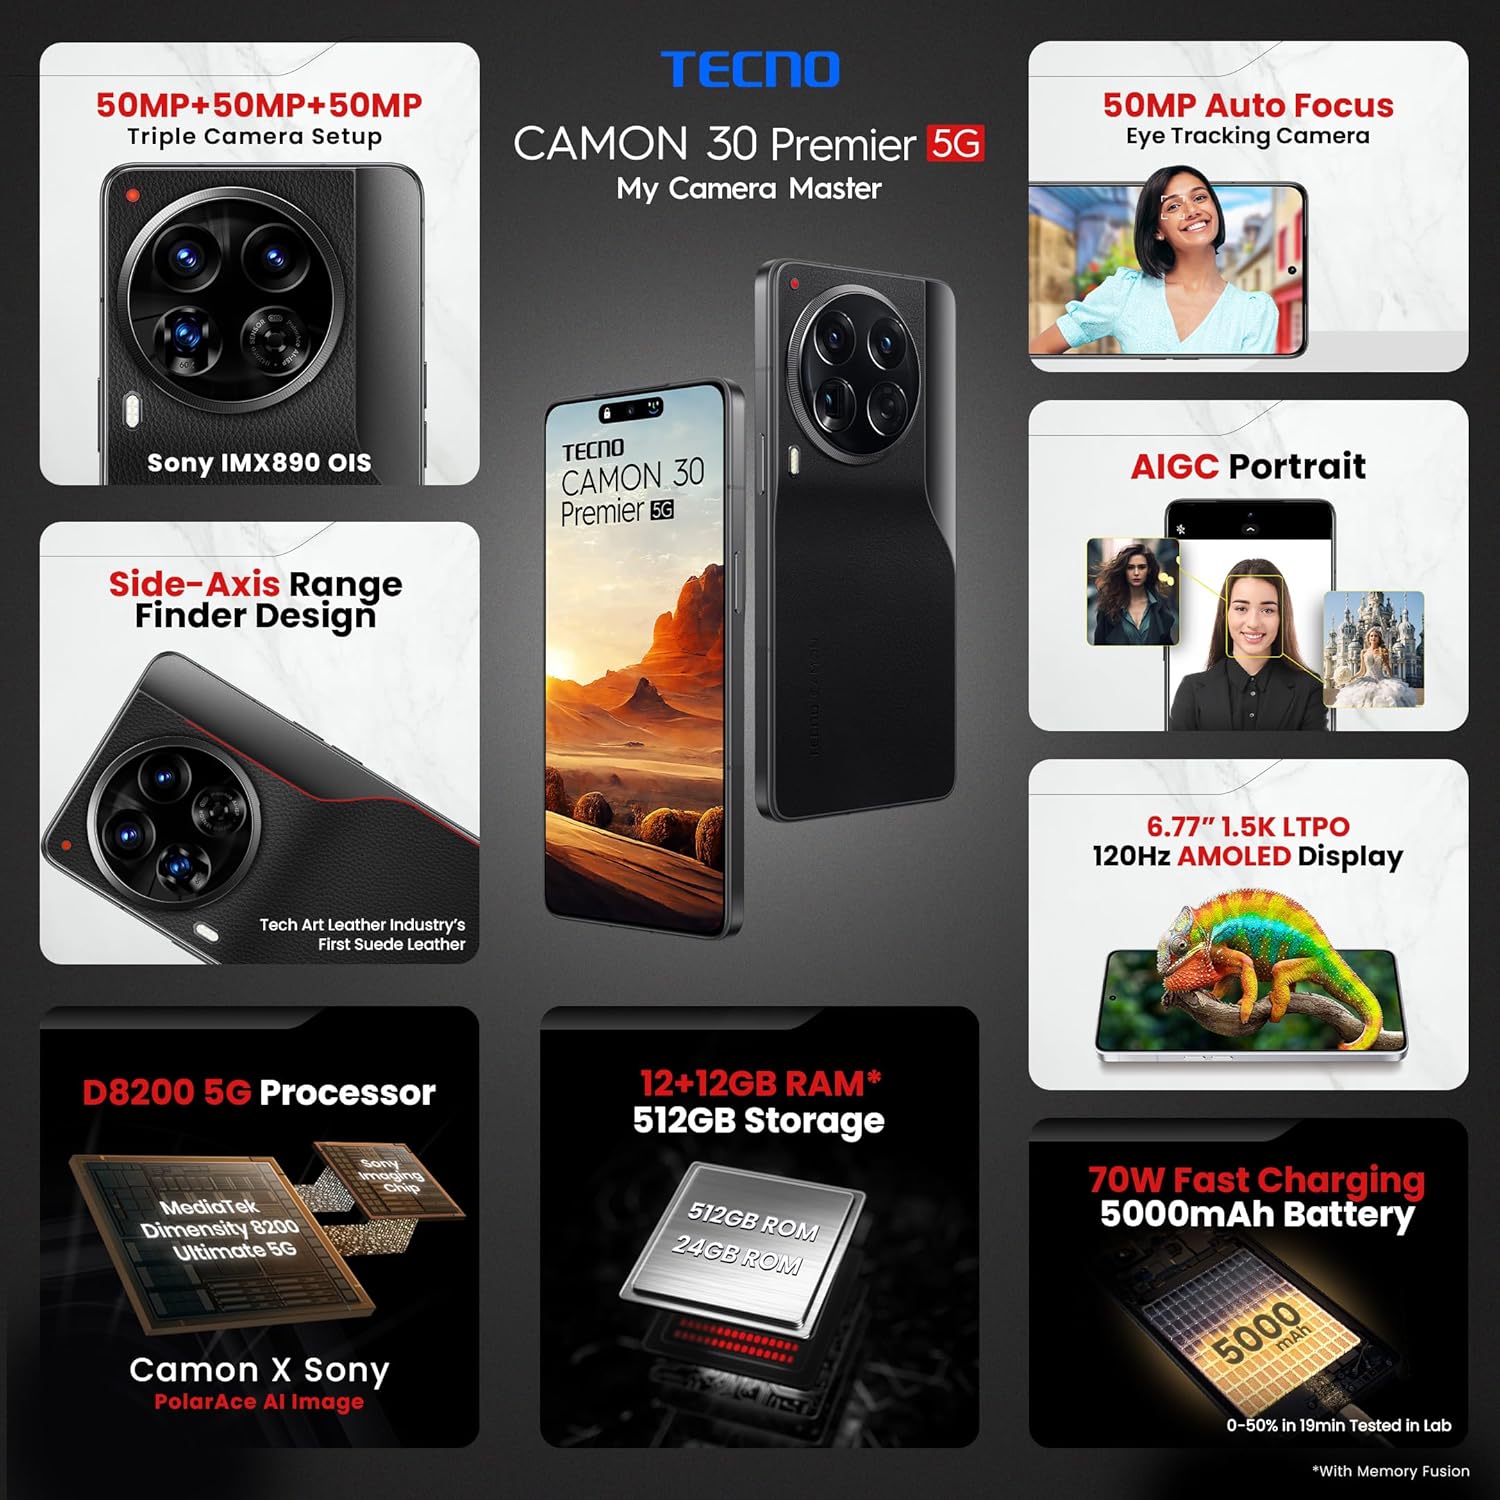 TECNO
CAMON 30 Premier 5G
My Camera Master
50MP+50MP+50MP
Triple Camera Setup
Sony IMX890 OIS
50MP Auto Focus
Eye Tracking Camera
TECNO
CAMON 30
Premier 5G
AIGC Portrait
Side-Axis Range
Finder Design
Tech Art Leather Industry's
First Suede Leather
TECNO CAMON
6.77” 1.5K LTPO
120Hz AMOLED Display
D8200 5G Processor
Sony
Imaging
Chip
MediaTek
Dimensity 8200
Ultimate 5G
Camon X Sony
PolarAce AI Image
12+12GB RAM*
512GB Storage
512GB ROM
24GB ROM
70W Fast Charging
5000mAh Battery
5000
mAh
0-50% in 19min Tested in Lab
*With Memory Fusion